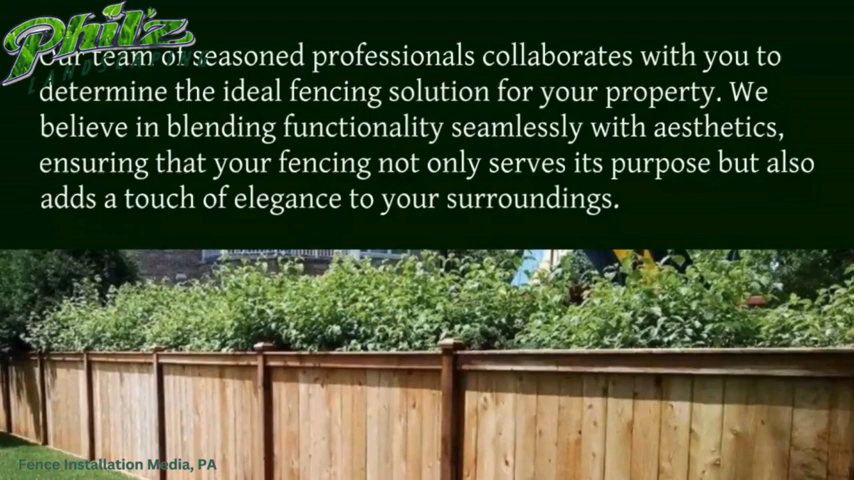 Philz
LANDSCAPING
Our team of seasoned professionals collaborates with you to
determine the ideal fencing solution for your property. We
believe in blending functionality seamlessly with aesthetics,
ensuring that your fencing not only serves its purpose but also
adds a touch of elegance to your surroundings.
Fence Installation Media, PA